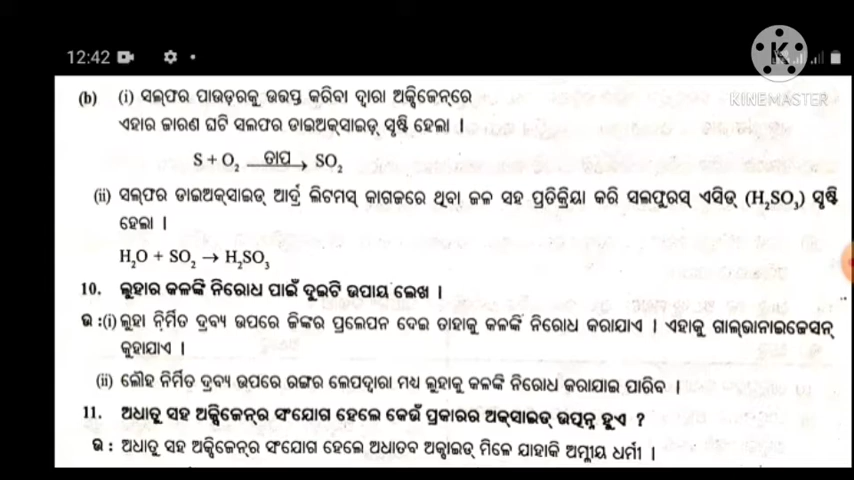 12:42
KINEMASTER
(b) (i) ସଲ୍‌ଫର ପାଉଡ଼ରକୁ ଉତ୍ତପ୍ତ କରିବା ଦ୍ଵାରା ଅକ୍ସିଜେନ୍‌ରେ
ଏହାର ଜାରଣ ଘଟି ସଲଫର ଡାଇଅକ୍‌ସାଇଡ୍ ସୃଷ୍ଟି ହେଲା ।
S + O₂ ତାପ → SO₂
(ii) ସଲ୍‌ଫର ଡାଇଅକ୍‌ସାଇଡ୍ ଆର୍ଦ୍ର ଲିଟମସ୍ କାଗଜରେ ଥିବା ଜଳ ସହ ପ୍ରତିକ୍ରିୟା କରି ସଲଫୁରସ୍ ଏସିଡ୍ (H₂SO₃) ସୃଷ୍ଟି
ହେଲା ।
H₂O + SO₂ → H₂SO₃
10. ଲୁହାର କଳଙ୍କି ନିରୋଧ ପାଇଁ ଦୁଇଟି ଉପାୟ ଲେଖ ।
ଉ : (i) ଲୁହା ନିର୍ମିତ ଦ୍ରବ୍ୟ ଉପରେ ଜିଙ୍କର ପ୍ରଲେପନ ଦେଇ ତାହାକୁ କଳଙ୍କି ନିରୋଧ କରାଯାଏ । ଏହାକୁ ଗାଲ୍‌ଭାନାଇଜେସନ୍
କୁହାଯାଏ ।
(ii) ଲୌହ ନିର୍ମିତ ଦ୍ରବ୍ୟ ଉପରେ ରଙ୍ଗର ଲେପଦ୍ଵାରା ମଧ୍ୟ ଲୁହାକୁ କଳଙ୍କି ନିରୋଧ କରାଯାଇ ପାରିବ ।
11. ଅଧାତୁ ସହ ଅକ୍ସିଜେନ୍‌ର ସଂଯୋଗ ହେଲେ କେଉଁ ପ୍ରକାରର ଅକ୍‌ସାଇଡ୍ ଉତ୍ପନ୍ନ ହୁଏ ?
ଉ : ଅଧାତୁ ସହ ଅକ୍ସିଜେନ୍‌ର ସଂଯୋଗ ହେଲେ ଅଧାତବ ଅକ୍ସାଇଡ୍ ମିଳେ ଯାହାକି ଅମ୍ଳୀୟ ଧର୍ମୀ ।